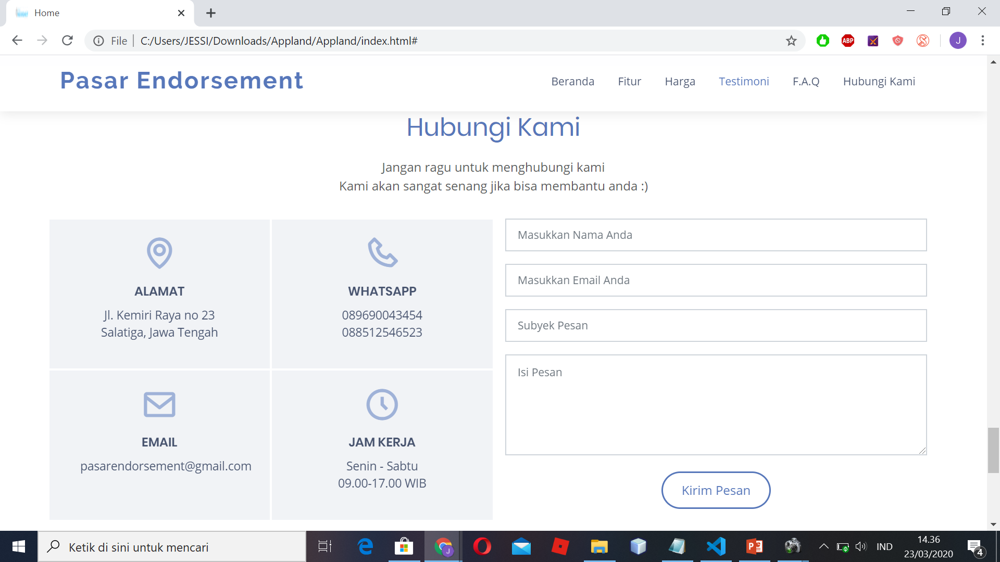 Home
File
C:/Users/JESSI/Downloads/Appland/Appland/index.html#
ABP
J
Pasar Endorsement
Beranda
Fitur
Harga
Testimoni
F.A.Q
Hubungi Kami
Hubungi Kami
Jangan ragu untuk menghubungi kami
Kami akan sangat senang jika bisa membantu anda :)
ALAMAT
Jl. Kemiri Raya no 23
Salatiga, Jawa Tengah
WHATSAPP
089690043454
088512546523
EMAIL
pasarendorsement@gmail.com
JAM KERJA
Senin - Sabtu
09.00-17.00 WIB
Masukkan Nama Anda
Masukkan Email Anda
Subyek Pesan
Isi Pesan
Kirim Pesan
Ketik di sini untuk mencari
J
IND
14.36
23/03/2020
4